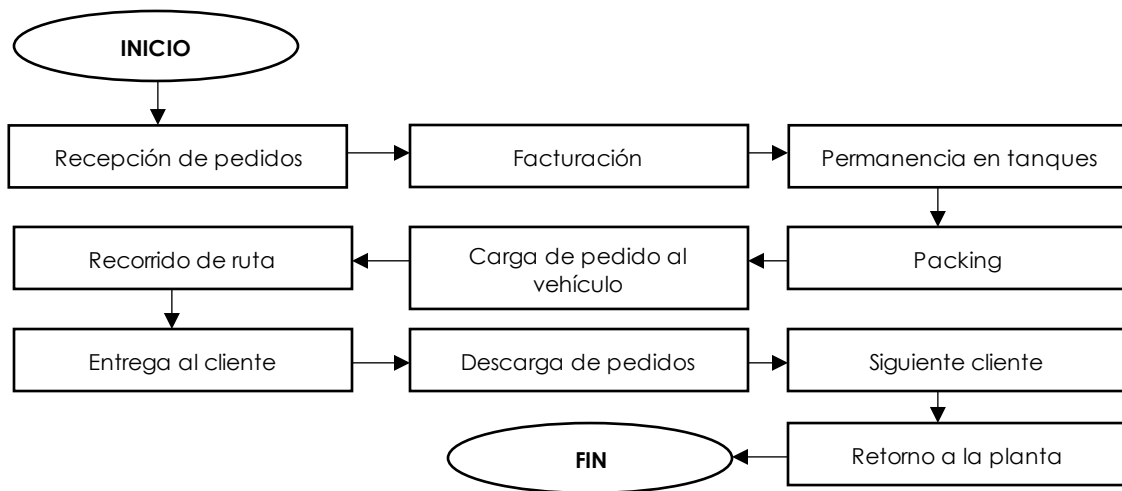 INICIO
Recepción de pedidos
Facturación
Permanencia en tanques
Packing
Carga de pedido al
vehículo
Recorrido de ruta
Entrega al cliente
Descarga de pedidos
Siguiente cliente
Retorno a la planta
FIN